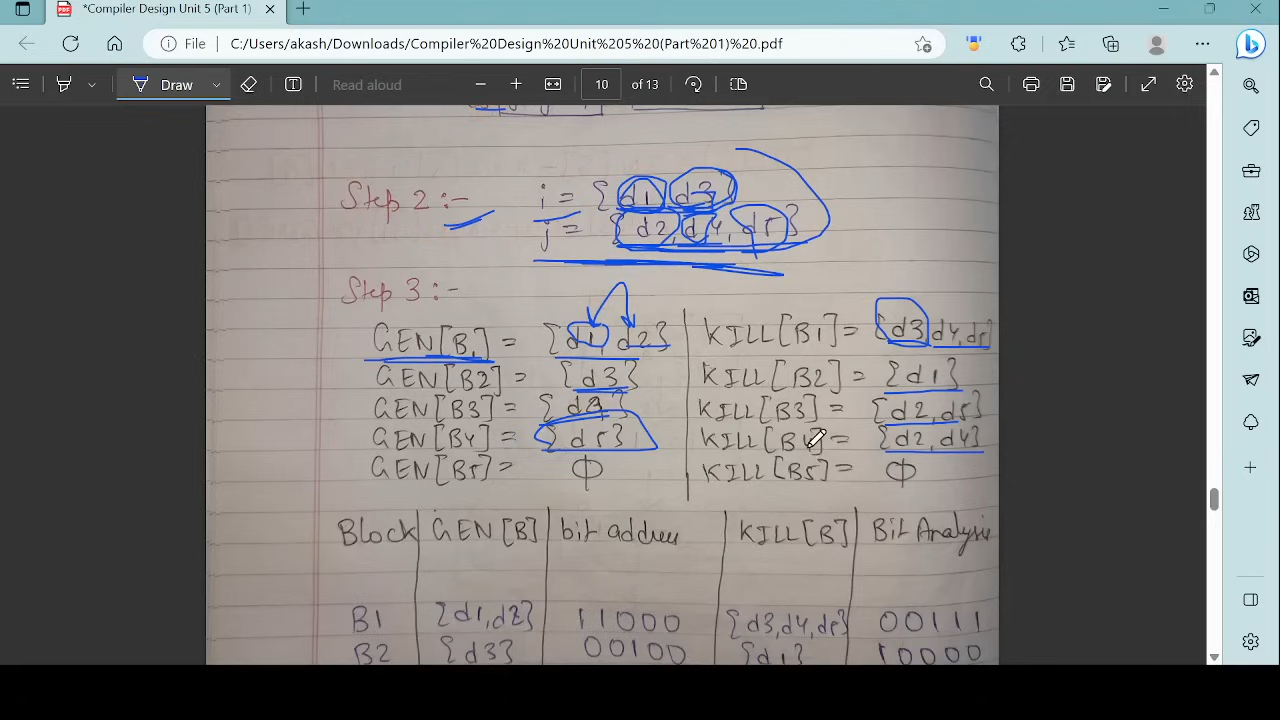 *Compiler Design Unit 5 (Part 1)
File C:/Users/akash/Downloads/Compiler%20Design%20Unit%205%20(Part%201)%20.pdf
Draw Read aloud 10 of 13
Step 2 :- i = {d1 d3}
j = {d2, d4, d5}
Step 3 :-
GEN[B1] = {d1, d2} KILL[B1] = {d3 d4, d5}
GEN[B2] = {d3} KILL[B2] = {d1}
GEN[B3] = {d4} KILL[B3] = {d2, d5}
GEN[B4] = {d5} KILL[B4] = {d2, d4}
GEN[B5] = Φ KILL[B5] = Φ
Block GEN[B] bit address KILL[B] Bit Analysis
B1 {d1, d2} 11000 {d3, d4, d5} 00111
B2 {d3} 00100 {d1} 10000